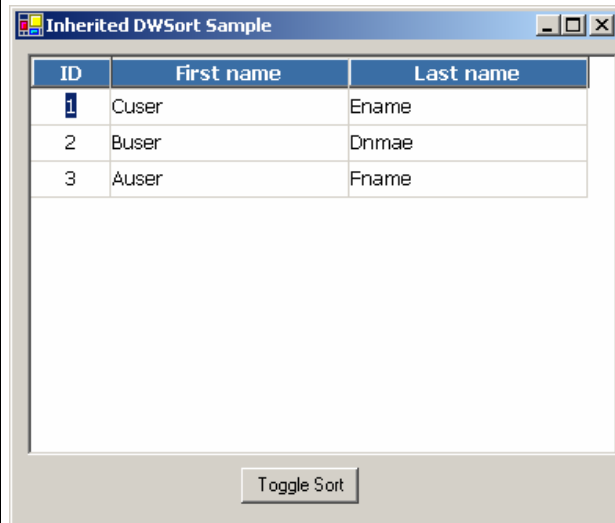 Inherited DWSort Sample
ID First name Last name
1 Cuser Ename
2 Buser Dnmae
3 Auser Fname
Toggle Sort